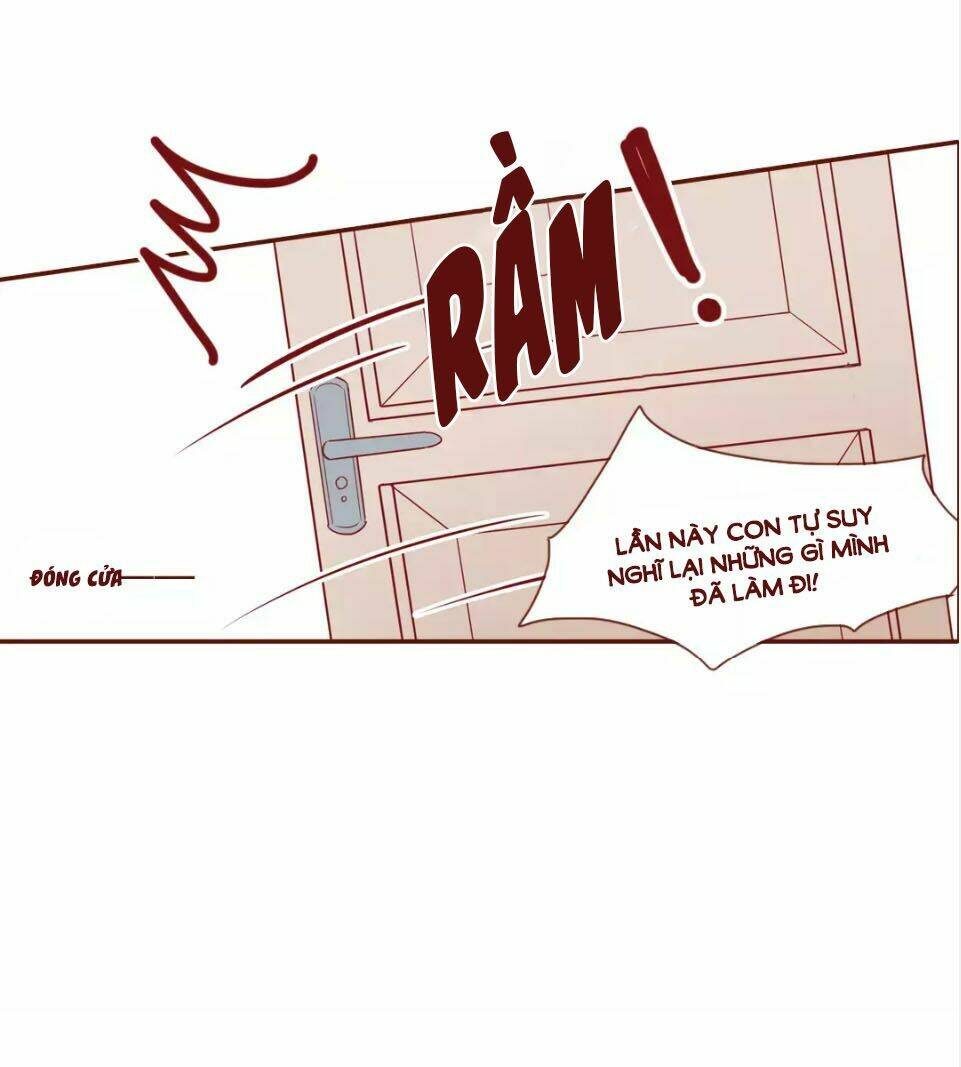 RẦM!
LẦN NÀY CON TỰ SUY
NGHĨ LẠI NHỮNG GÌ MÌNH
ĐÃ LÀM ĐI!
ĐÓNG CỬA